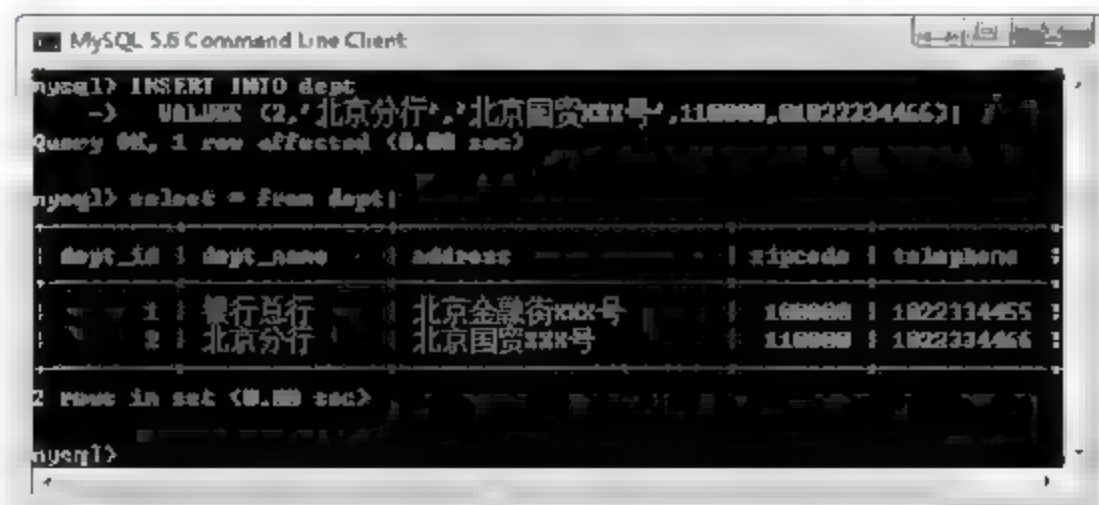 MySQL 5.6 Command Line Client
mysql> INSERT INTO dept
-> VALUES (2,'北京分行','北京国贸XXX号',110000,01022334466);
Query OK, 1 row affected (0.00 sec)
mysql> select * from dept;
| dept_id | dept_name | address | zipcode | telephone |
| 1 | 银行总行 | 北京金融街XXX号 | 100000 | 1022334455 |
| 2 | 北京分行 | 北京国贸XXX号 | 110000 | 1022334466 |
2 rows in set (0.00 sec)
mysql>